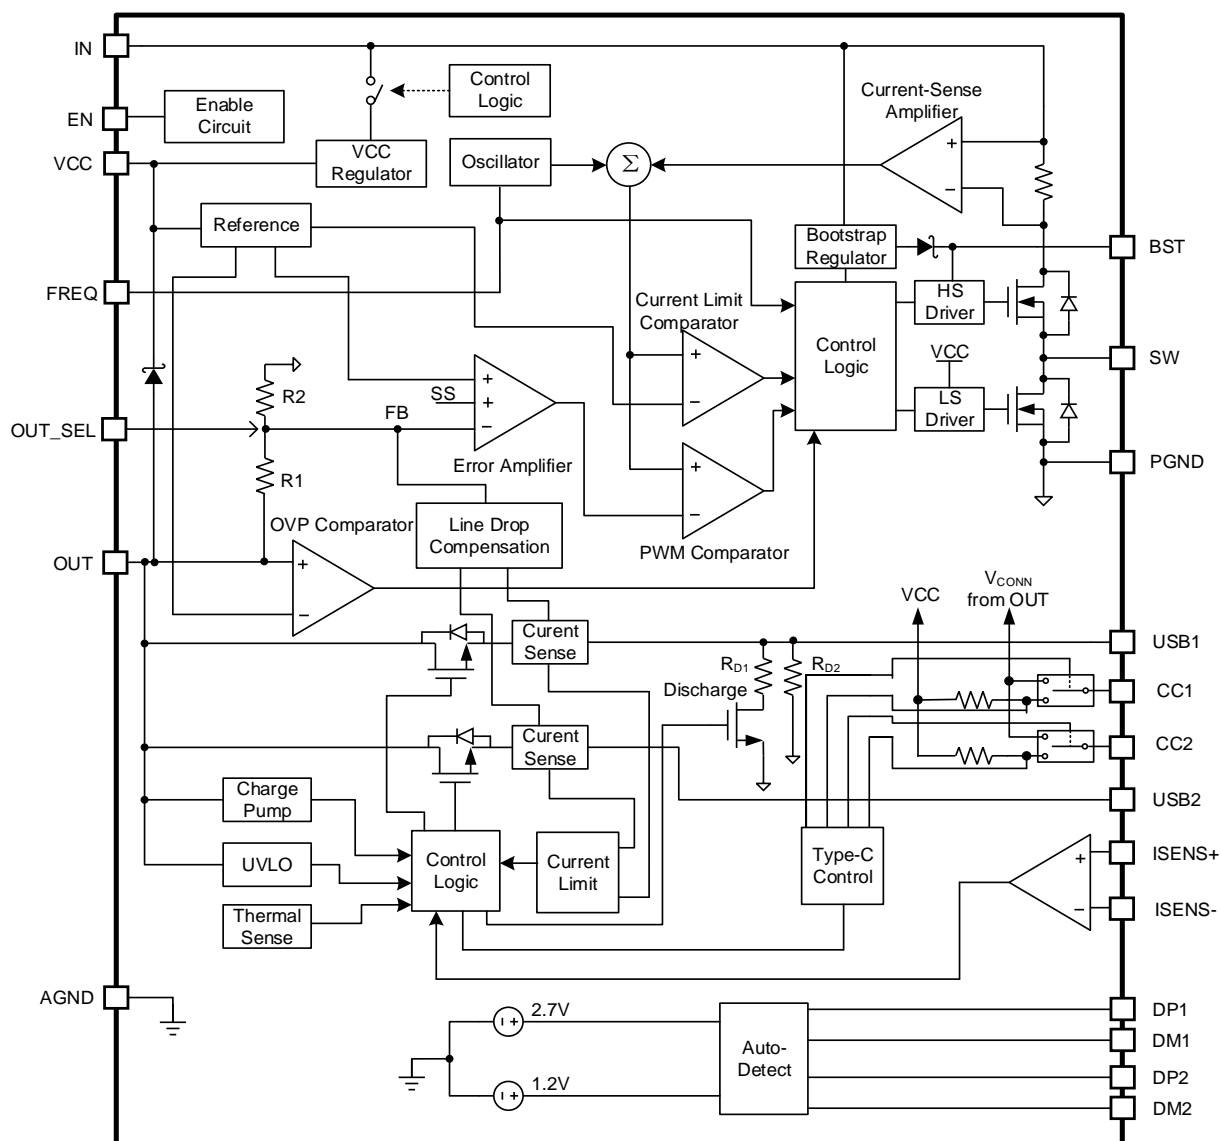 IN
EN
VCC
FREQ
OUT_SEL
OUT
AGND
Enable
Circuit
Control
Logic
VCC
Regulator
Oscillator
Σ
Current-Sense
Amplifier
+
−
Reference
Bootstrap
Regulator
HS
Driver
VCC
LS
Driver
Control
Logic
Current Limit
Comparator
+
−
R2
R1
FB
SS
+
+
−
Error Amplifier
+
−
PWM Comparator
OVP Comparator
+
−
Line Drop
Compensation
Curent
Sense
Curent
Sense
VCC
VCONN
from OUT
RD1
RD2
Discharge
Charge
Pump
UVLO
Thermal
Sense
Control
Logic
Current
Limit
Type-C
Control
+
−
2.7V
− +
1.2V
− +
Auto-
Detect
BST
SW
PGND
USB1
CC1
CC2
USB2
ISENS+
ISENS-
DP1
DM1
DP2
DM2